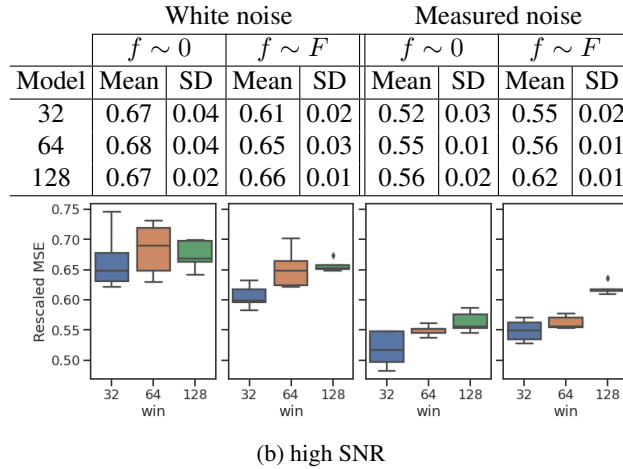 White noise Measured noise
f ∼ 0 f ∼ F f ∼ 0 f ∼ F
Model Mean SD Mean SD Mean SD Mean SD
32 0.67 0.04 0.61 0.02 0.52 0.03 0.55 0.02
64 0.68 0.04 0.65 0.03 0.55 0.01 0.56 0.01
128 0.67 0.02 0.66 0.01 0.56 0.02 0.62 0.01
Rescaled MSE
0.75
0.70
0.65
0.60
0.55
0.50
32 64 128 32 64 128 32 64 128 32 64 128
win win win win
(b) high SNR